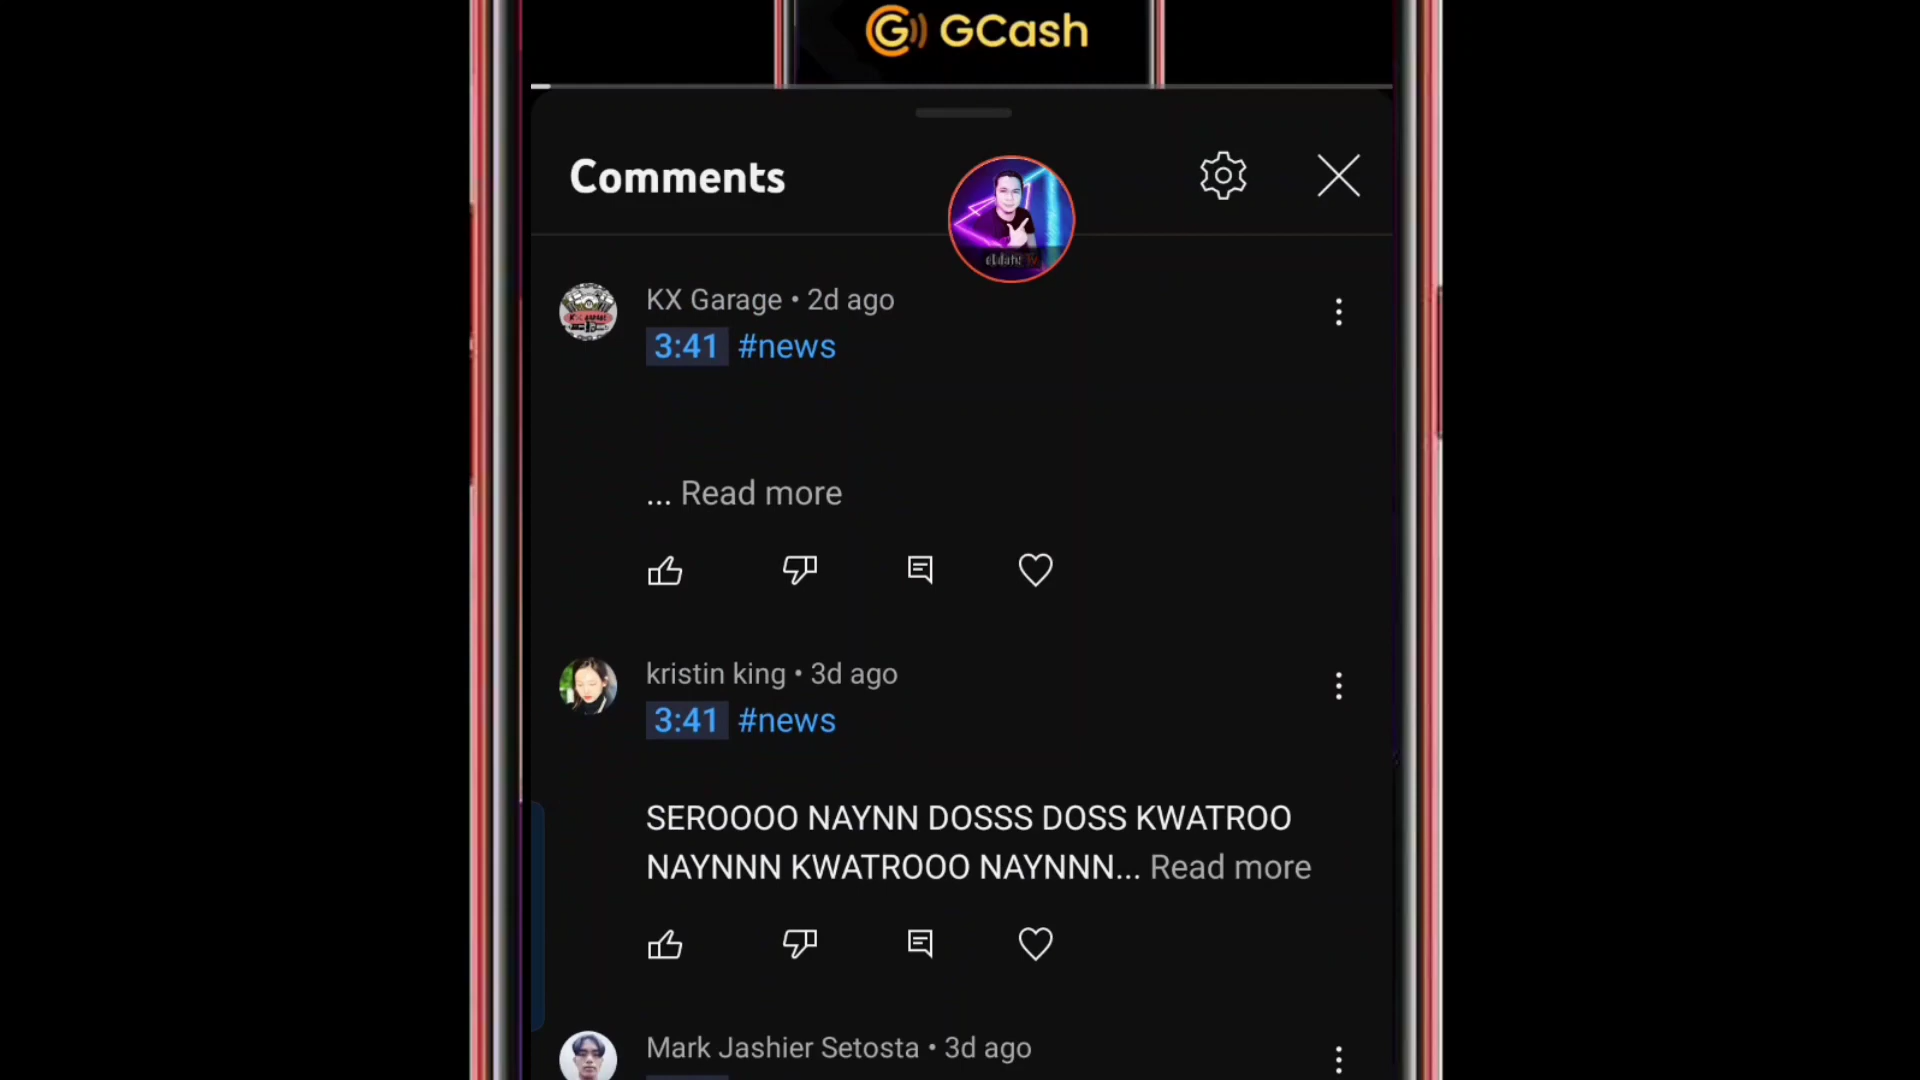 GCash
Comments
KX Garage • 2d ago
3:41 #news
... Read more
kristin king • 3d ago
3:41 #news
SEROOOO NAYNN DOSSS DOSS KWATROO
NAYNNN KWATROOO NAYNNN... Read more
Mark Jashier Setosta • 3d ago